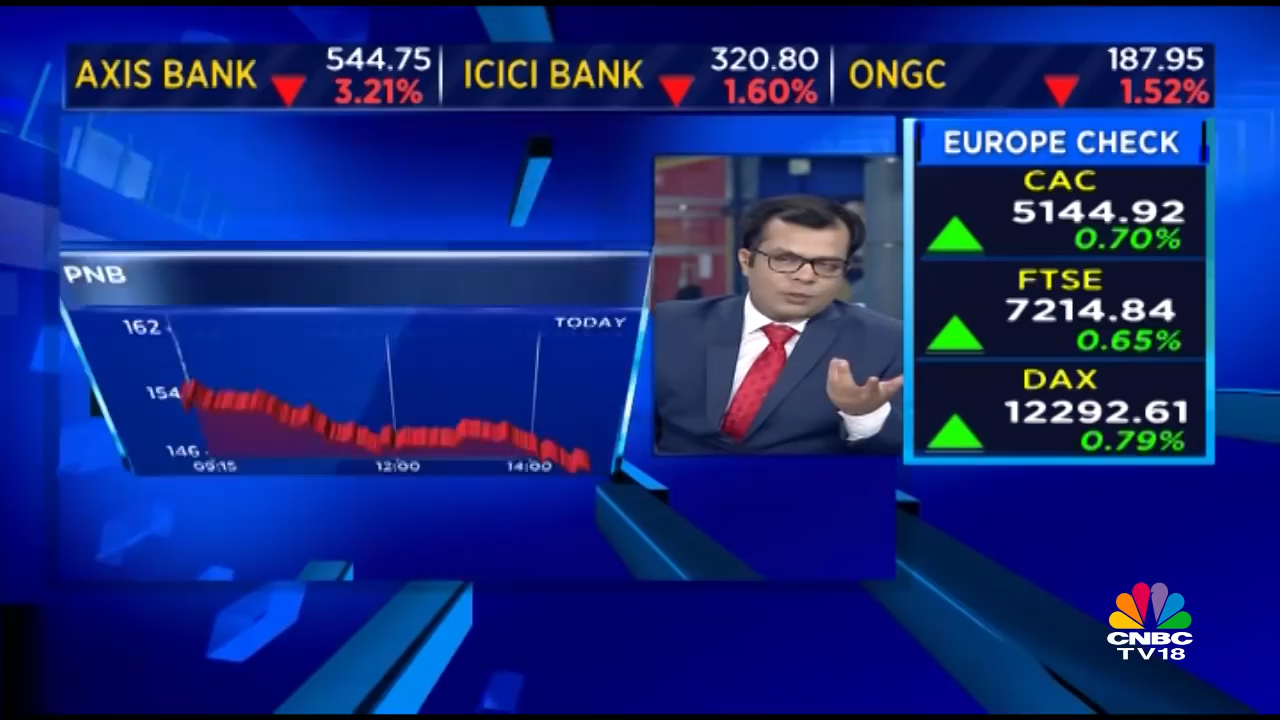 AXIS BANK 544.75 3.21%
ICICI BANK 320.80 1.60%
ONGC 187.95 1.52%
PNB
TODAY
162
154
146
09:15 12:00 14:00
EUROPE CHECK
CAC
5144.92
0.70%
FTSE
7214.84
0.65%
DAX
12292.61
0.79%
CNBC
TV18